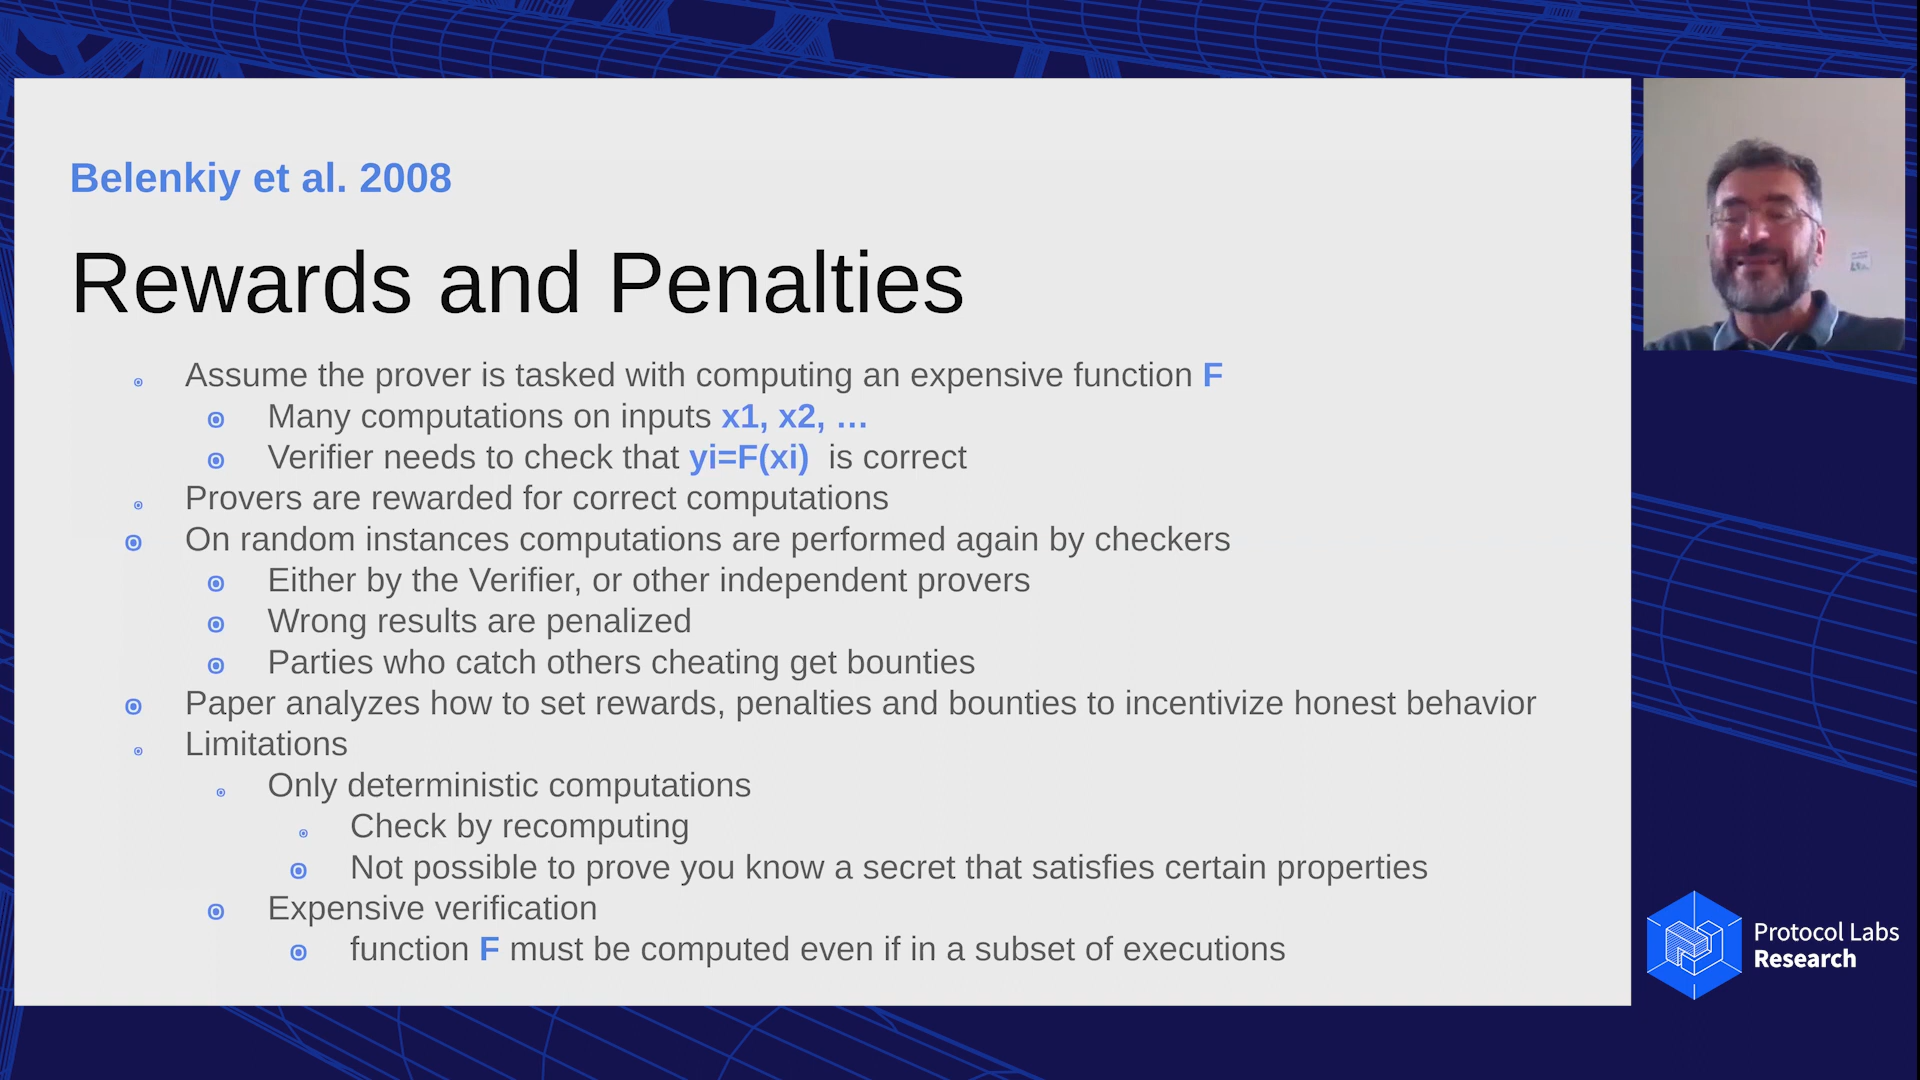 Belenkiy et al. 2008
Rewards and Penalties
Assume the prover is tasked with computing an expensive function F
Many computations on inputs x1, x2, …
Verifier needs to check that yi=F(xi) is correct
Provers are rewarded for correct computations
On random instances computations are performed again by checkers
Either by the Verifier, or other independent provers
Wrong results are penalized
Parties who catch others cheating get bounties
Paper analyzes how to set rewards, penalties and bounties to incentivize honest behavior
Limitations
Only deterministic computations
Check by recomputing
Not possible to prove you know a secret that satisfies certain properties
Expensive verification
function F must be computed even if in a subset of executions
Protocol Labs
Research